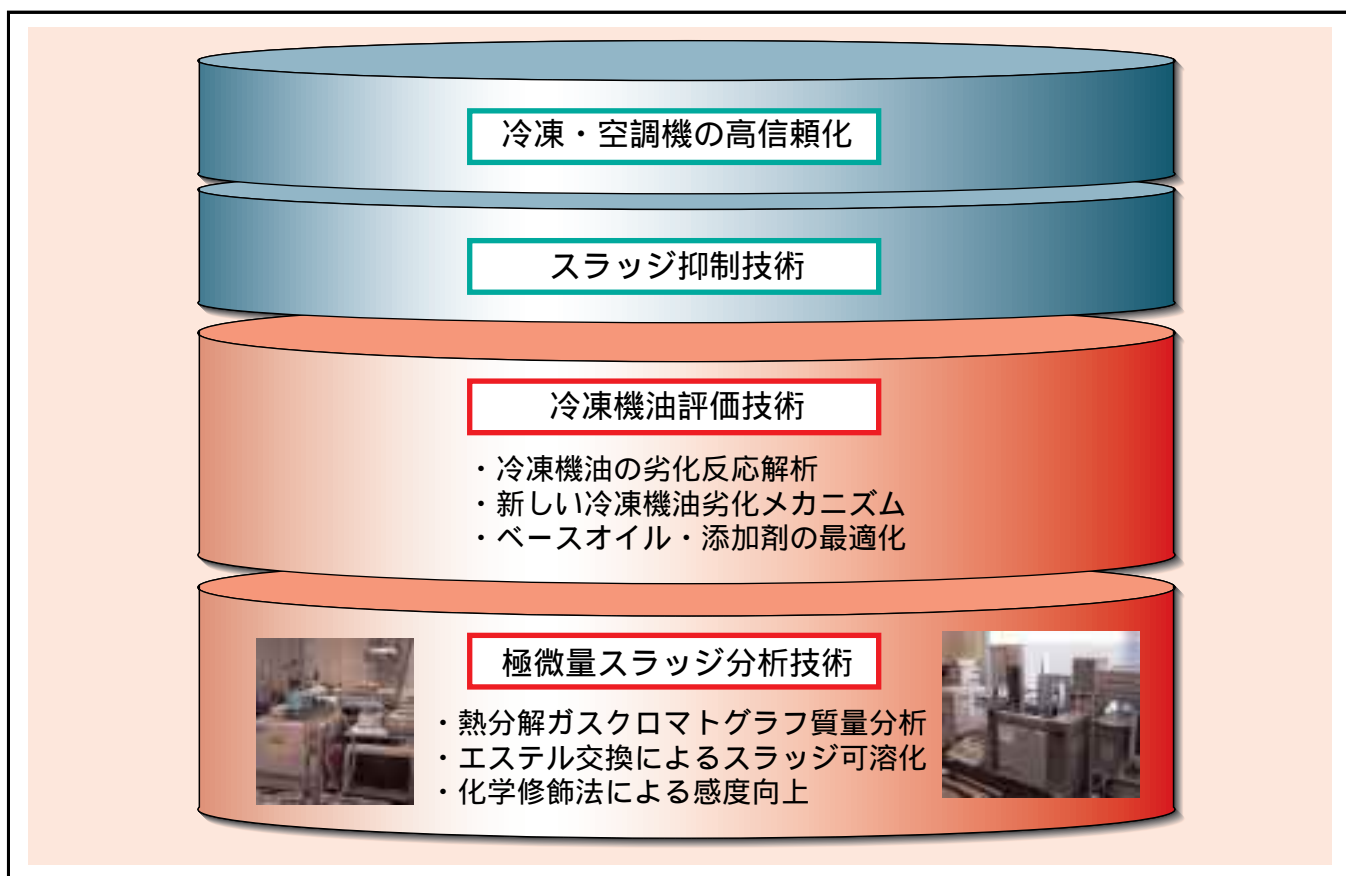 冷凍・空調機の高信頼化
スラッジ抑制技術
冷凍機油評価技術
・冷凍機油の劣化反応解析
・新しい冷凍機油劣化メカニズム
・ベースオイル・添加剤の最適化
極微量スラッジ分析技術
・熱分解ガスクロマトグラフ質量分析
・エステル交換によるスラッジ可溶化
・化学修飾法による感度向上